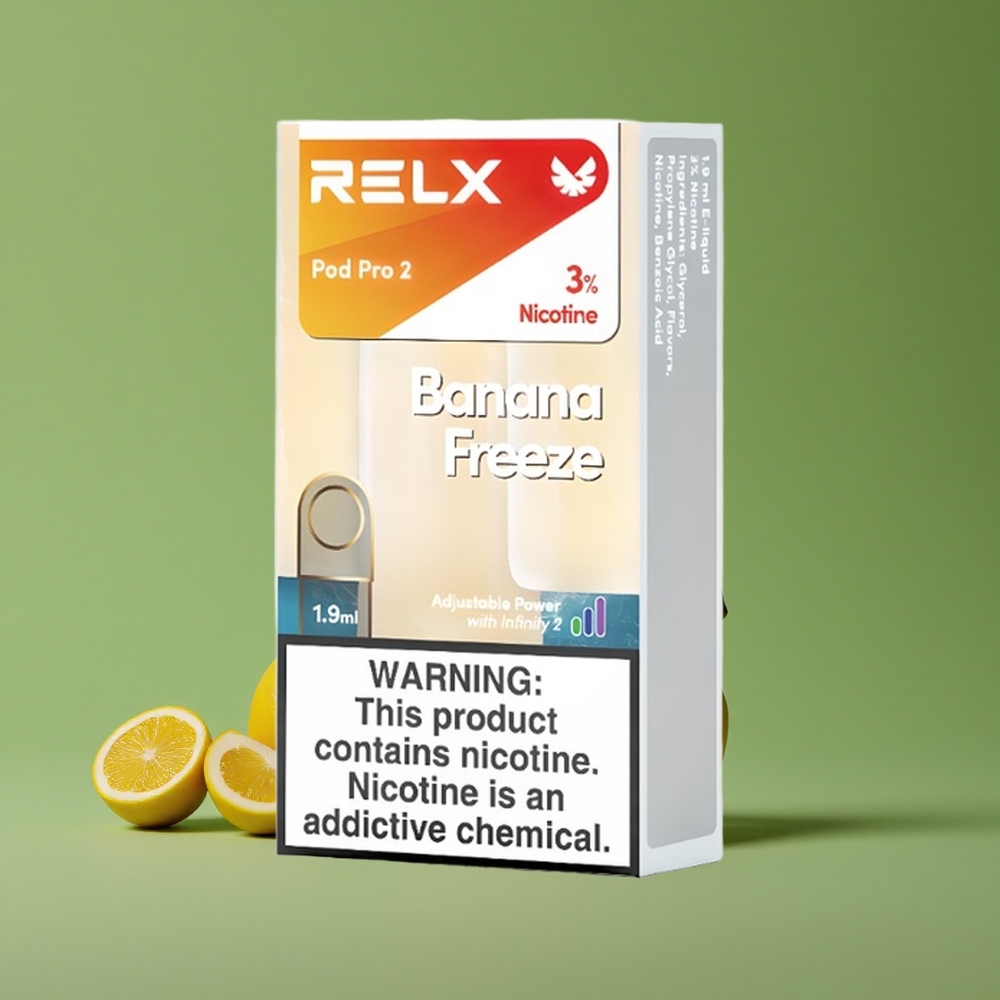 RELX
Pod Pro 2
3%
Nicotine
Banana
Freeze
1.9ml
Adjustable Power
with Infinity 2
WARNING:
This product
contains nicotine.
Nicotine is an
addictive chemical.
1.9 ml E-liquid
3% Nicotine
Ingredients: Glycerol,
Propylene Glycol, Flavors,
Nicotine, Benzoic Acid